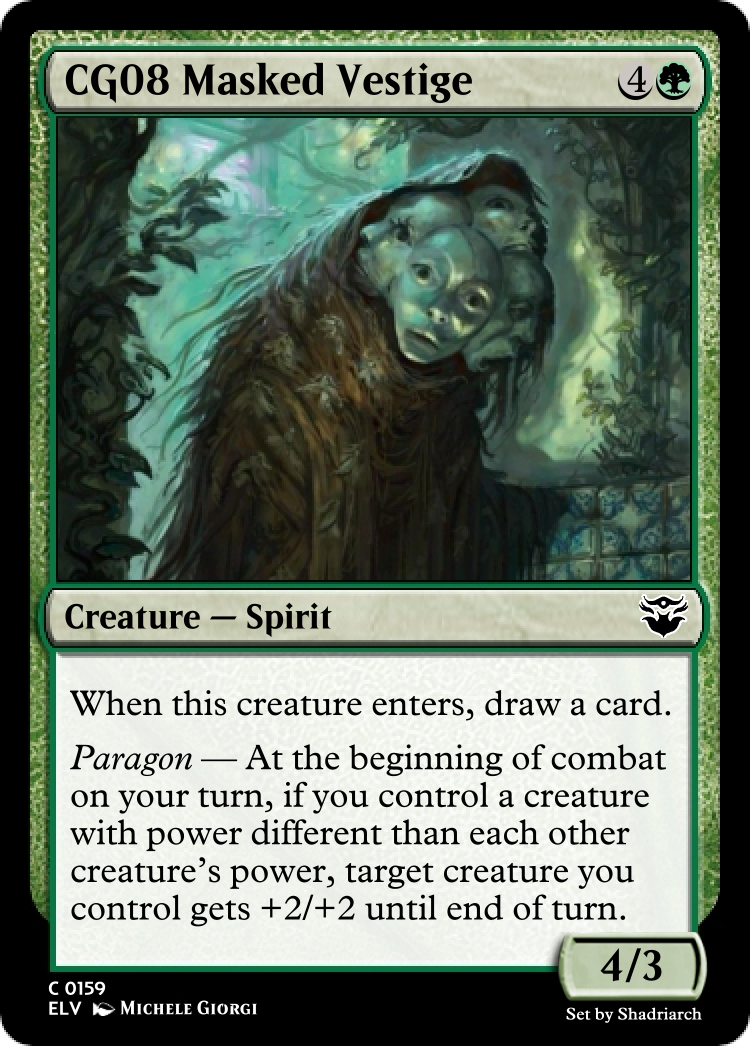 CG08 Masked Vestige 4
Creature — Spirit
When this creature enters, draw a card.
Paragon — At the beginning of combat
on your turn, if you control a creature
with power different than each other
creature's power, target creature you
control gets +2/+2 until end of turn.
4/3
C 0159
ELV Michele Giorgi
Set by Shadriarch